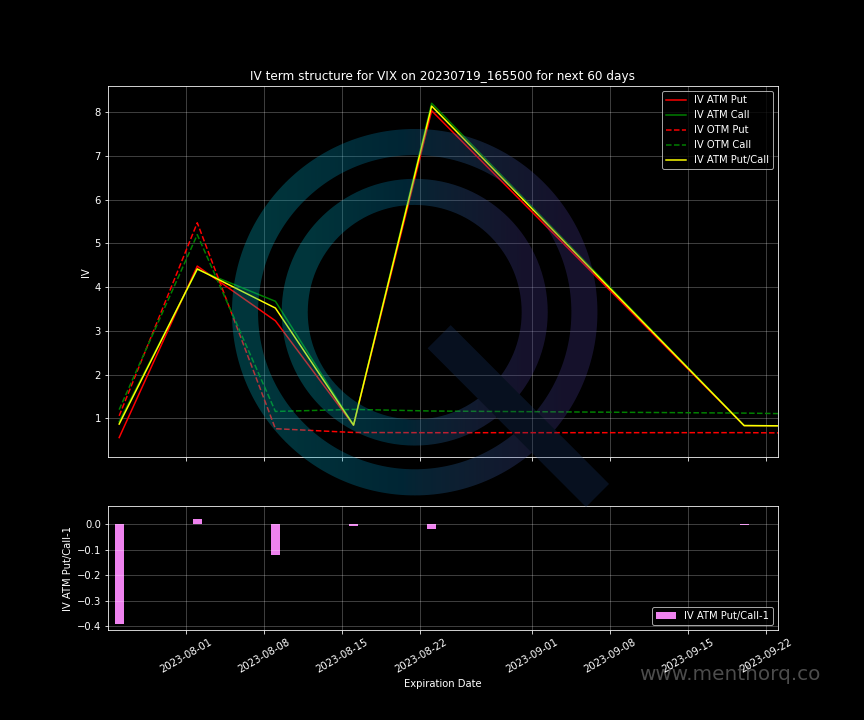 IV term structure for VIX on 20230719_165500 for next 60 days
IV ATM Put
IV ATM Call
IV OTM Put
IV OTM Call
IV ATM Put/Call
8
7
6
5
4
3
2
1
IV
0.0
−0.1
−0.2
−0.3
−0.4
IV ATM Put/Call-1
IV ATM Put/Call-1
2023-08-01
2023-08-08
2023-08-15
2023-08-22
2023-09-01
2023-09-08
2023-09-15
2023-09-22
Expiration Date
www.menthorq.co